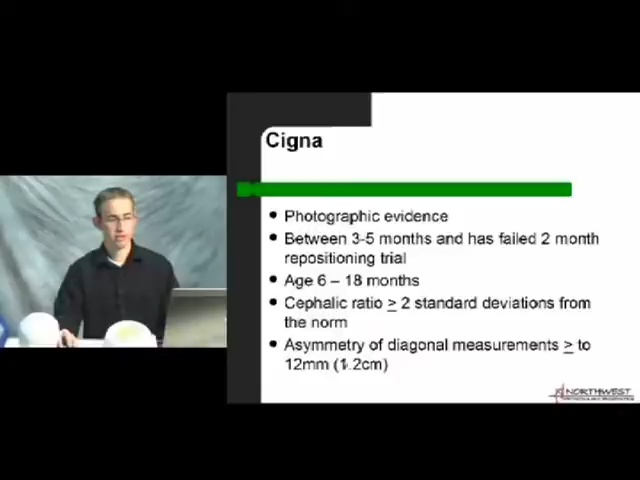 Cigna
Photographic evidence
Between 3-5 months and has failed 2 month
repositioning trial
Age 6 – 18 months
Cephalic ratio ≥ 2 standard deviations from
the norm
Asymmetry of diagonal measurements ≥ to
12mm (1.2cm)
NORTHWEST